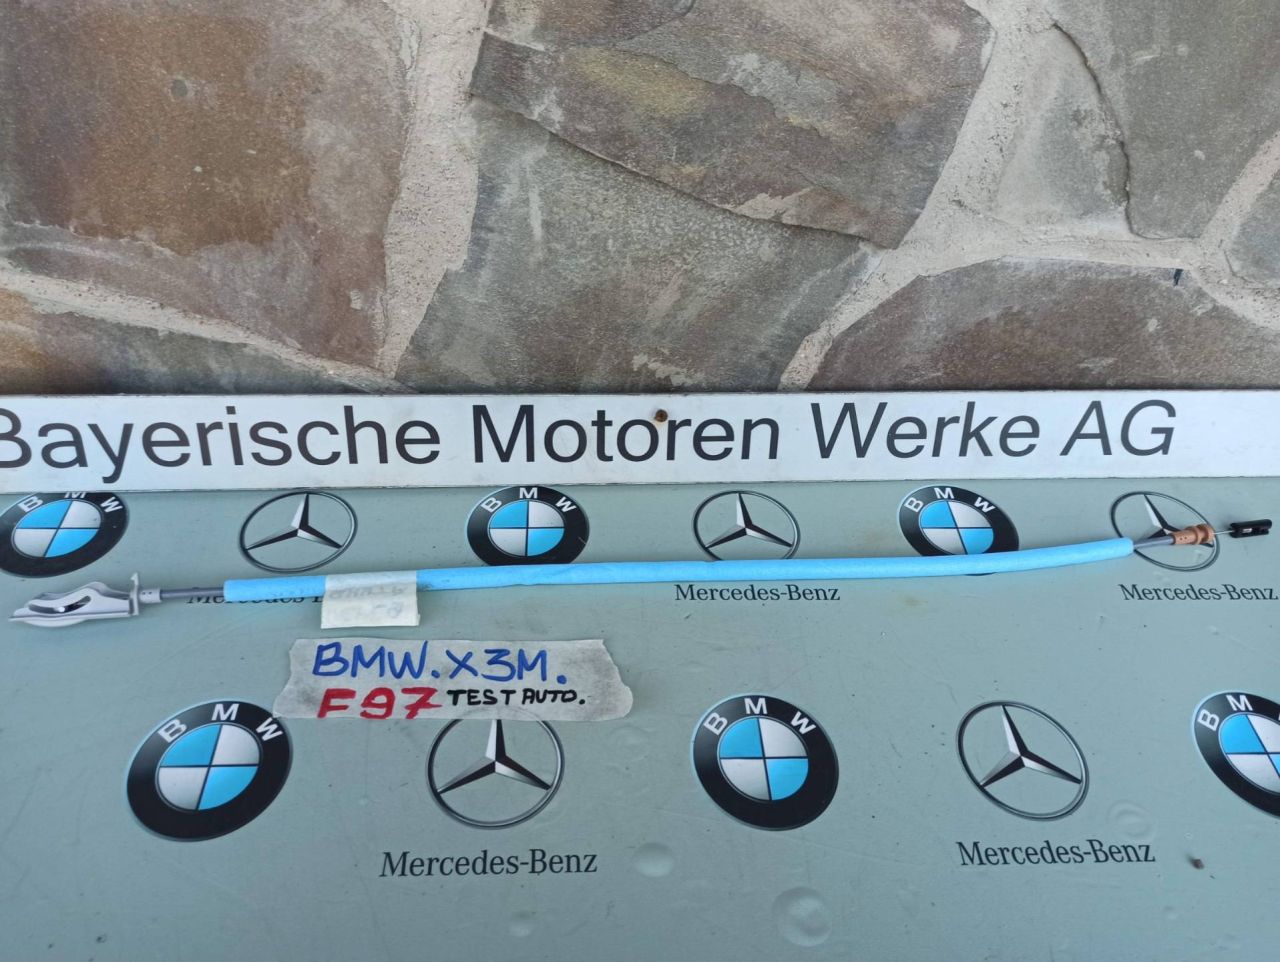 Bayerische Motoren Werke AG
BMW
BMW
BMW
Mercedes-Benz
Mercedes-Benz
BMW. X3M.
F97 TEST AUTO.
BMW
BMW
BM
Mercedes-Benz
Mercedes-Benz